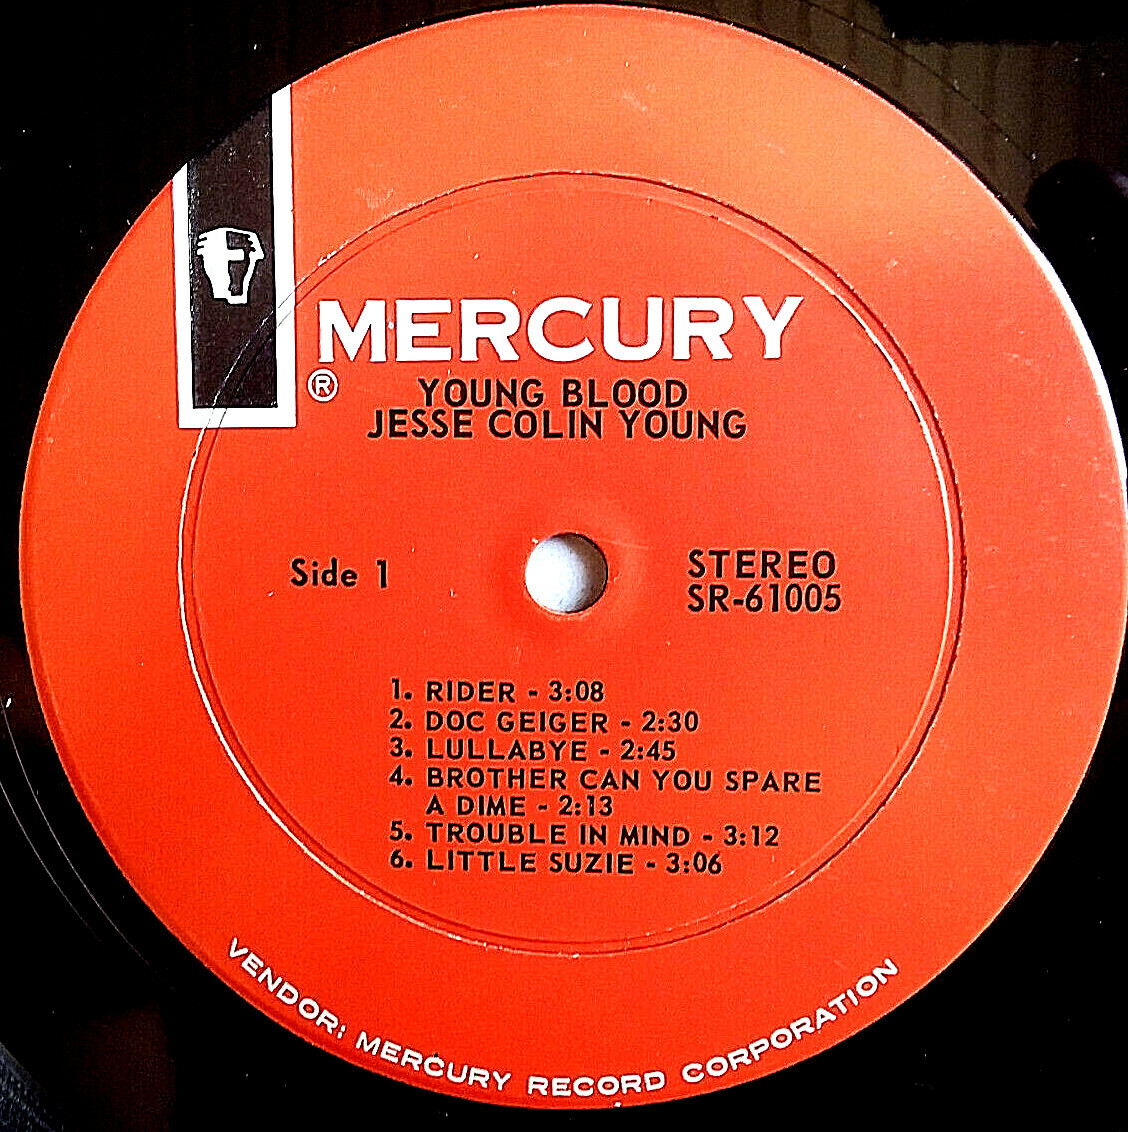 MERCURY
®
YOUNG BLOOD
JESSE COLIN YOUNG
Side 1
STEREO
SR-61005
1. RIDER - 3:08
2. DOC GEIGER - 2:30
3. LULLABYE - 2:45
4. BROTHER CAN YOU SPARE
A DIME - 2:13
5. TROUBLE IN MIND - 3:12
6. LITTLE SUZIE - 3:06
VENDOR: MERCURY RECORD CORPORATION